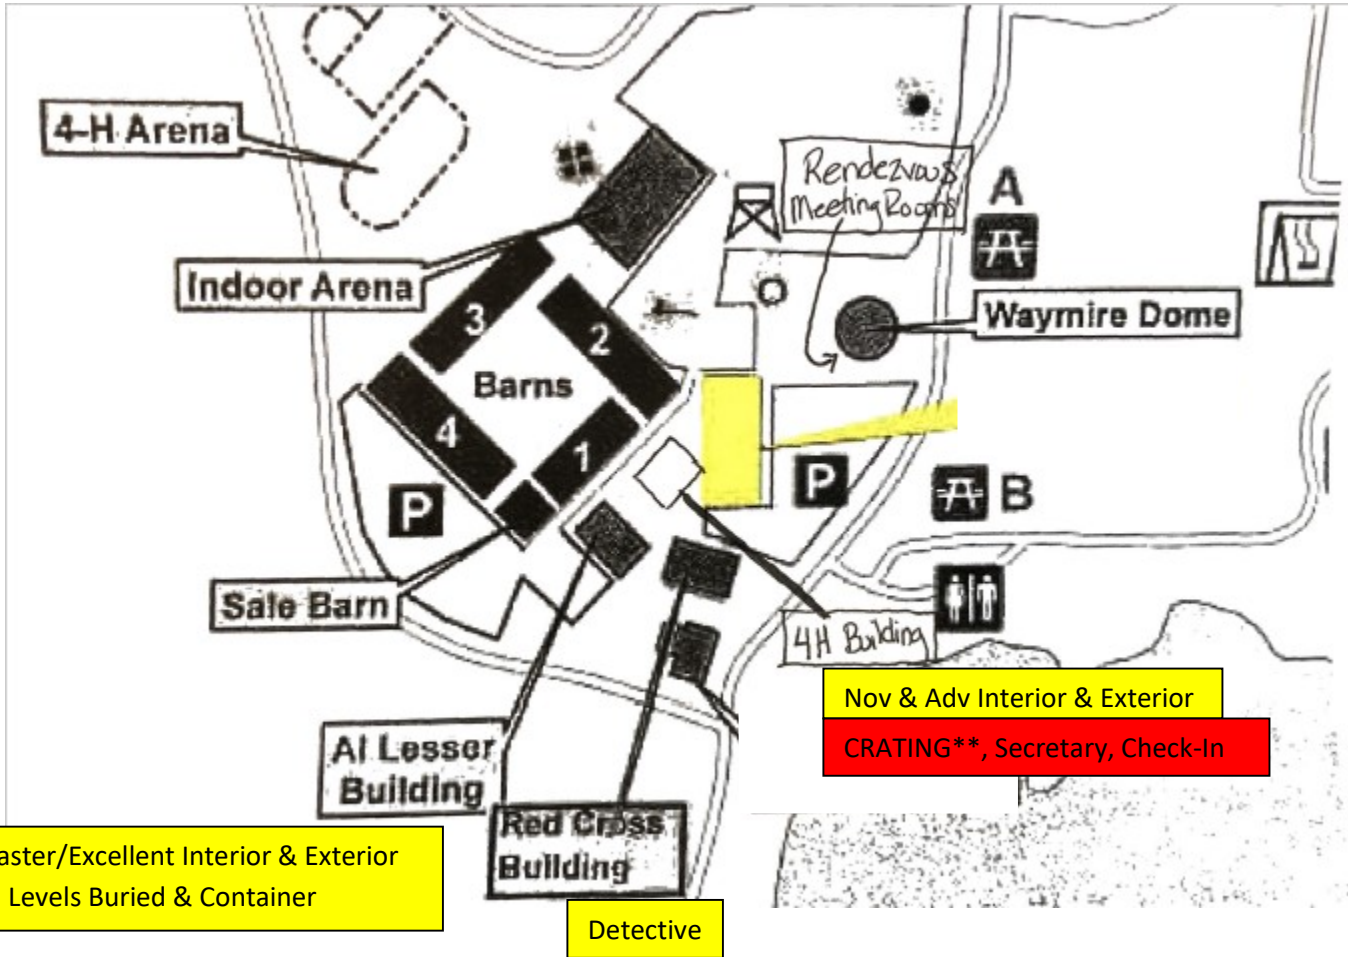 4-H Arena
Rendezvous
Meeting Rooms
A
Indoor Arena
3
2
Waymire Dome
Barns
4
1
P
P
B
Sale Barn
4H Building
Nov & Adv Interior & Exterior
CRATING**, Secretary, Check-In
Al Lesser
Building
Red Cross
Building
aster/Excellent Interior & Exterior
Levels Buried & Container
Detective